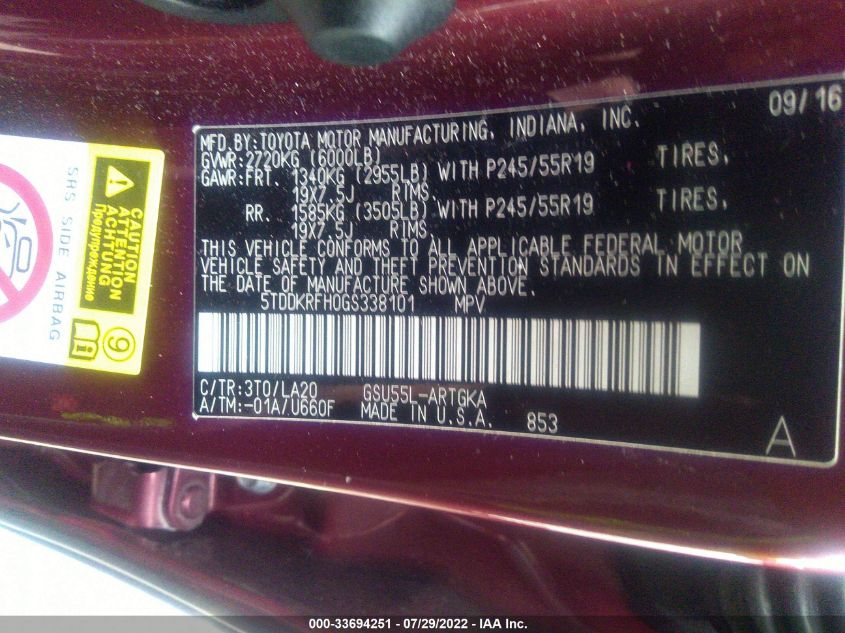 09/16
MFD.BY:TOYOTA MOTOR MANUFACTURING, INDIANA, INC.
GVWR:2720KG (6000LB)
GAWR:FRT. 1340KG (2955LB) WITH P245/55R19 TIRES,
19X7.5J RIMS
RR. 1585KG (3505LB) WITH P245/55R19 TIRES,
19X7.5J RIMS
THIS VEHICLE CONFORMS TO ALL APPLICABLE FEDERAL MOTOR
VEHICLE SAFETY AND THEFT PREVENTION STANDARDS IN EFFECT ON
THE DATE OF MANUFACTURE SHOWN ABOVE.
5TDDKRFH0GS338101 MPV
C/TR:3T0/LA20 GSU55L-ARTGKA
A/TM:-01A/U660F MADE IN U.S.A. 853
A
SRS SIDE AIRBAG
CAUTION
ATTENTION
ACHTUNG
Предупреждение
9
000-33694251 - 07/29/2022 - IAA Inc.